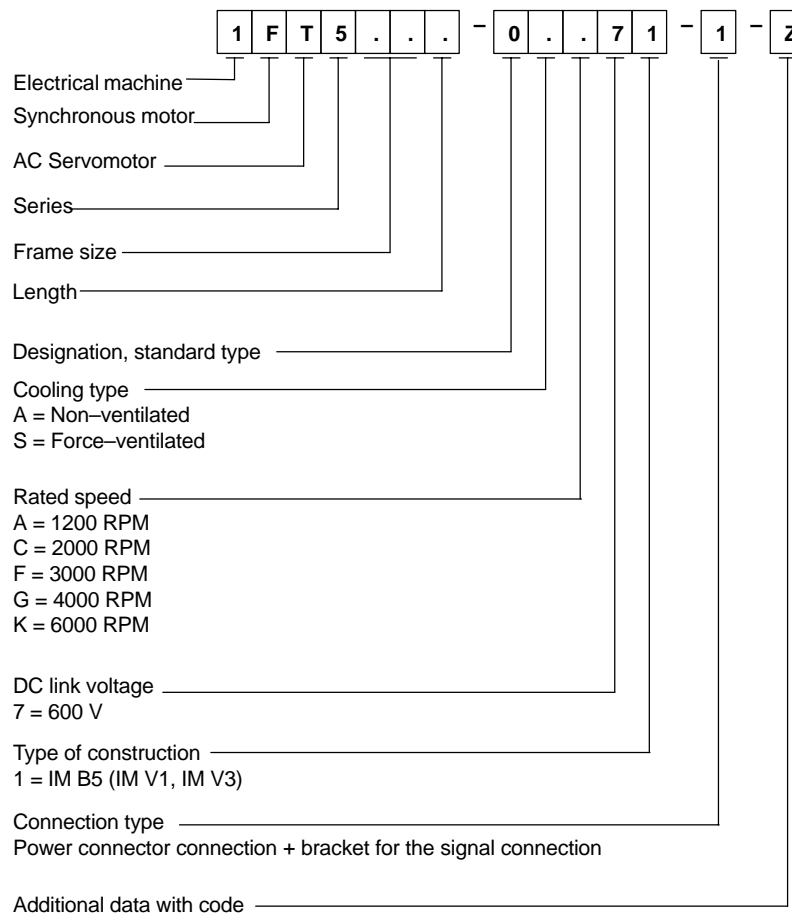 1 F T 5 . . . – 0 . . 7 1 – 1 – Z
Electrical machine
Synchronous motor
AC Servomotor
Series
Frame size
Length
Designation, standard type
Cooling type
A = Non–ventilated
S = Force–ventilated
Rated speed
A = 1200 RPM
C = 2000 RPM
F = 3000 RPM
G = 4000 RPM
K = 6000 RPM
DC link voltage
7 = 600 V
Type of construction
1 = IM B5 (IM V1, IM V3)
Connection type
Power connector connection + bracket for the signal connection
Additional data with code